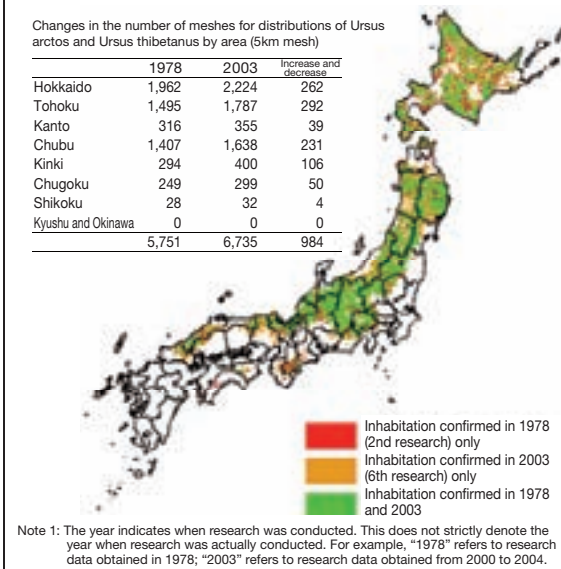 Changes in the number of meshes for distributions of Ursus
arctos and Ursus thibetanus by area (5km mesh)
1978 2003 Increase and decrease
Hokkaido 1,962 2,224 262
Tohoku 1,495 1,787 292
Kanto 316 355 39
Chubu 1,407 1,638 231
Kinki 294 400 106
Chugoku 249 299 50
Shikoku 28 32 4
Kyushu and Okinawa 0 0 0
5,751 6,735 984
Inhabitation confirmed in 1978
(2nd research) only
Inhabitation confirmed in 2003
(6th research) only
Inhabitation confirmed in 1978
and 2003
Note 1: The year indicates when research was conducted. This does not strictly denote the
year when research was actually conducted. For example, “1978” refers to research
data obtained in 1978; “2003” refers to research data obtained from 2000 to 2004.